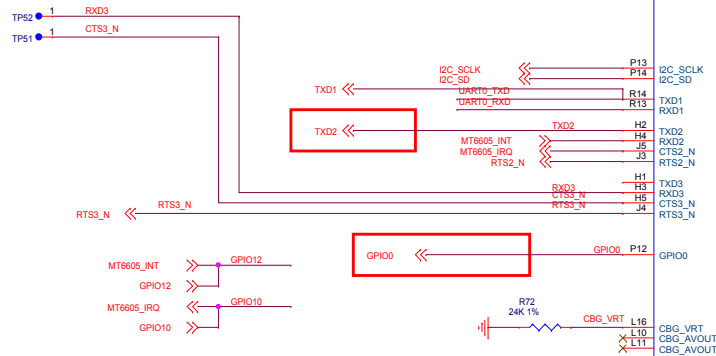 TP52 1 RXD3
TP51 1 CTS3_N
I2C_SCLK P13 I2C_SCLK
I2C_SD P14 I2C_SD
TXD1 UART0_TXD R14 TXD1
UART0_RXD R13 RXD1
TXD2 TXD2 H2 TXD2
MT6605_INT H4 RXD2
MT6605_IRQ J5 CTS2_N
RTS2_N J3 RTS2_N
H1 TXD3
RXD3 H3 RXD3
CTS3_N H5 CTS3_N
RTS3_N RTS3_N RTS3_N J4 RTS3_N
GPIO0 GPIO0 P12 GPIO0
MT6605_INT GPIO12
GPIO12
MT6605_IRQ GPIO10
GPIO10
R72
24K 1%
CBG_VRT L16 CBG_VRT
L10 CBG_AVOUT
L11 CBG_AVOUT